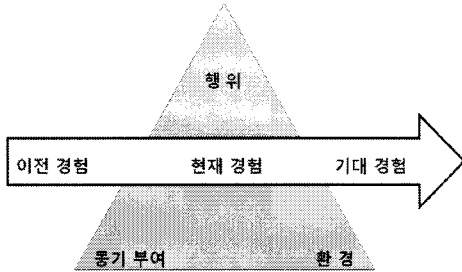 행 위
이전 경험 현재 경험 기대 경험
동기 부여 환 경